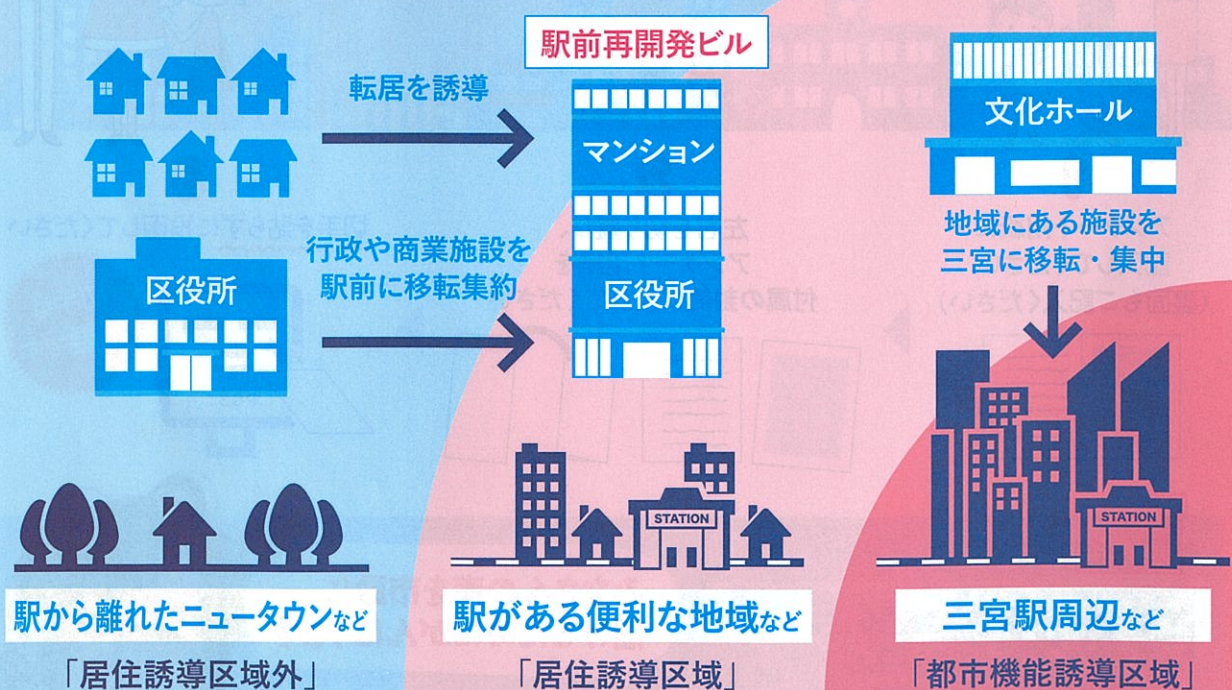 駅前再開発ビル
転居を誘導
マンション
文化ホール
行政や商業施設を
駅前に移転集約
区役所
区役所
地域にある施設を
三宮に移転・集中
STATION
STATION
駅から離れたニュータウンなど
駅がある便利な地域など
三宮駅周辺など
「居住誘導区域外」
「居住誘導区域」
「都市機能誘導区域」